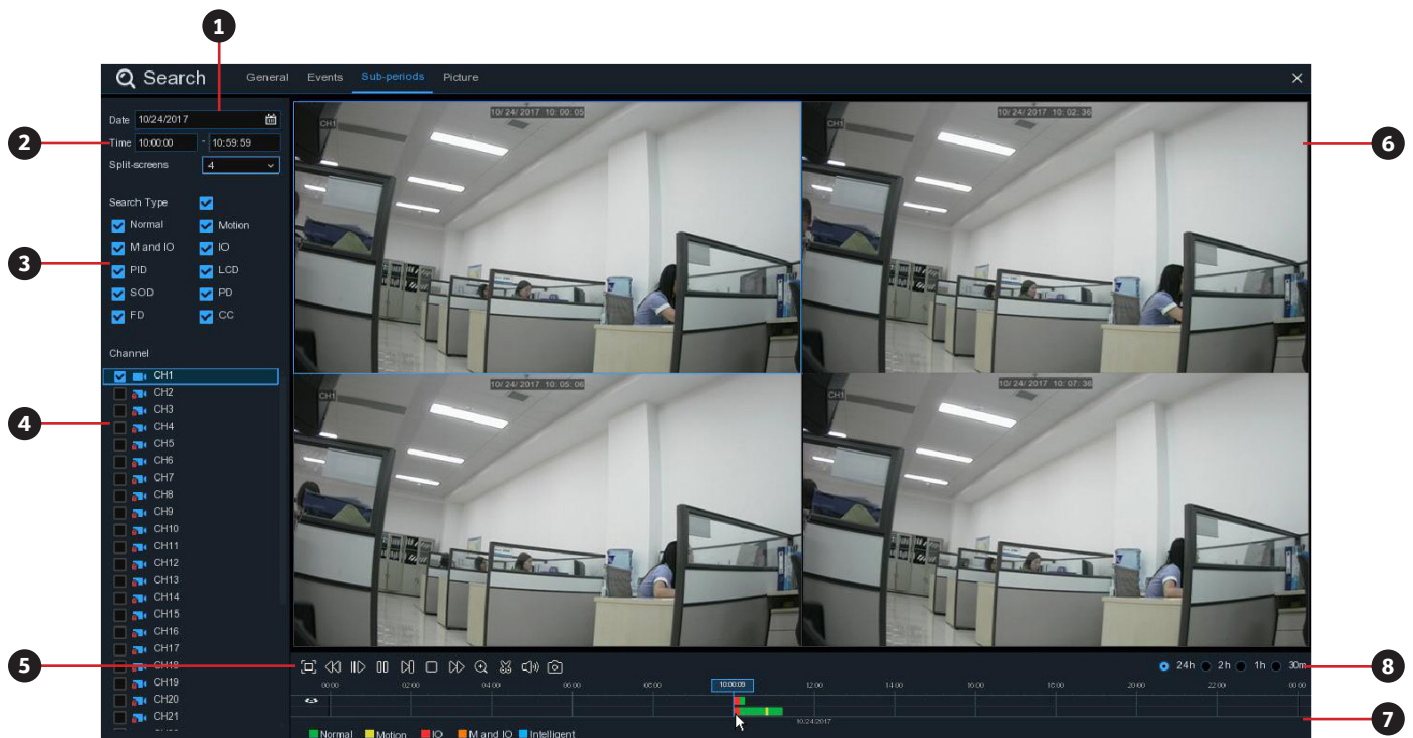 1
Search General Events Sub-periods Picture
Date 10/24/2017
2
Time 10:00:00 - 10:59:59
Split-screens 4
Search Type
Normal Motion
M and IO IO
3
PID LCD
SOD PD
FD CC
Channel
CH1
CH2
CH3
CH4
4
CH5
CH6
CH7
CH8
CH9
CH10
CH11
CH12
CH13
CH14
CH15
CH16
CH17
CH18
CH19
CH20
CH21
10/24/2017 10:00:05
CH1
10/24/2017 10:02:36
CH1
6
10/24/2017 10:05:06
CH1
10/24/2017 10:07:36
CH1
5
24h 2h 1h 30m
8
00:00 02:00 04:00 06:00 10:00:09 12:00 14:00 20:00 22:00 00:00
10/24/2017
7
Normal Motion IO M and IO Intelligent